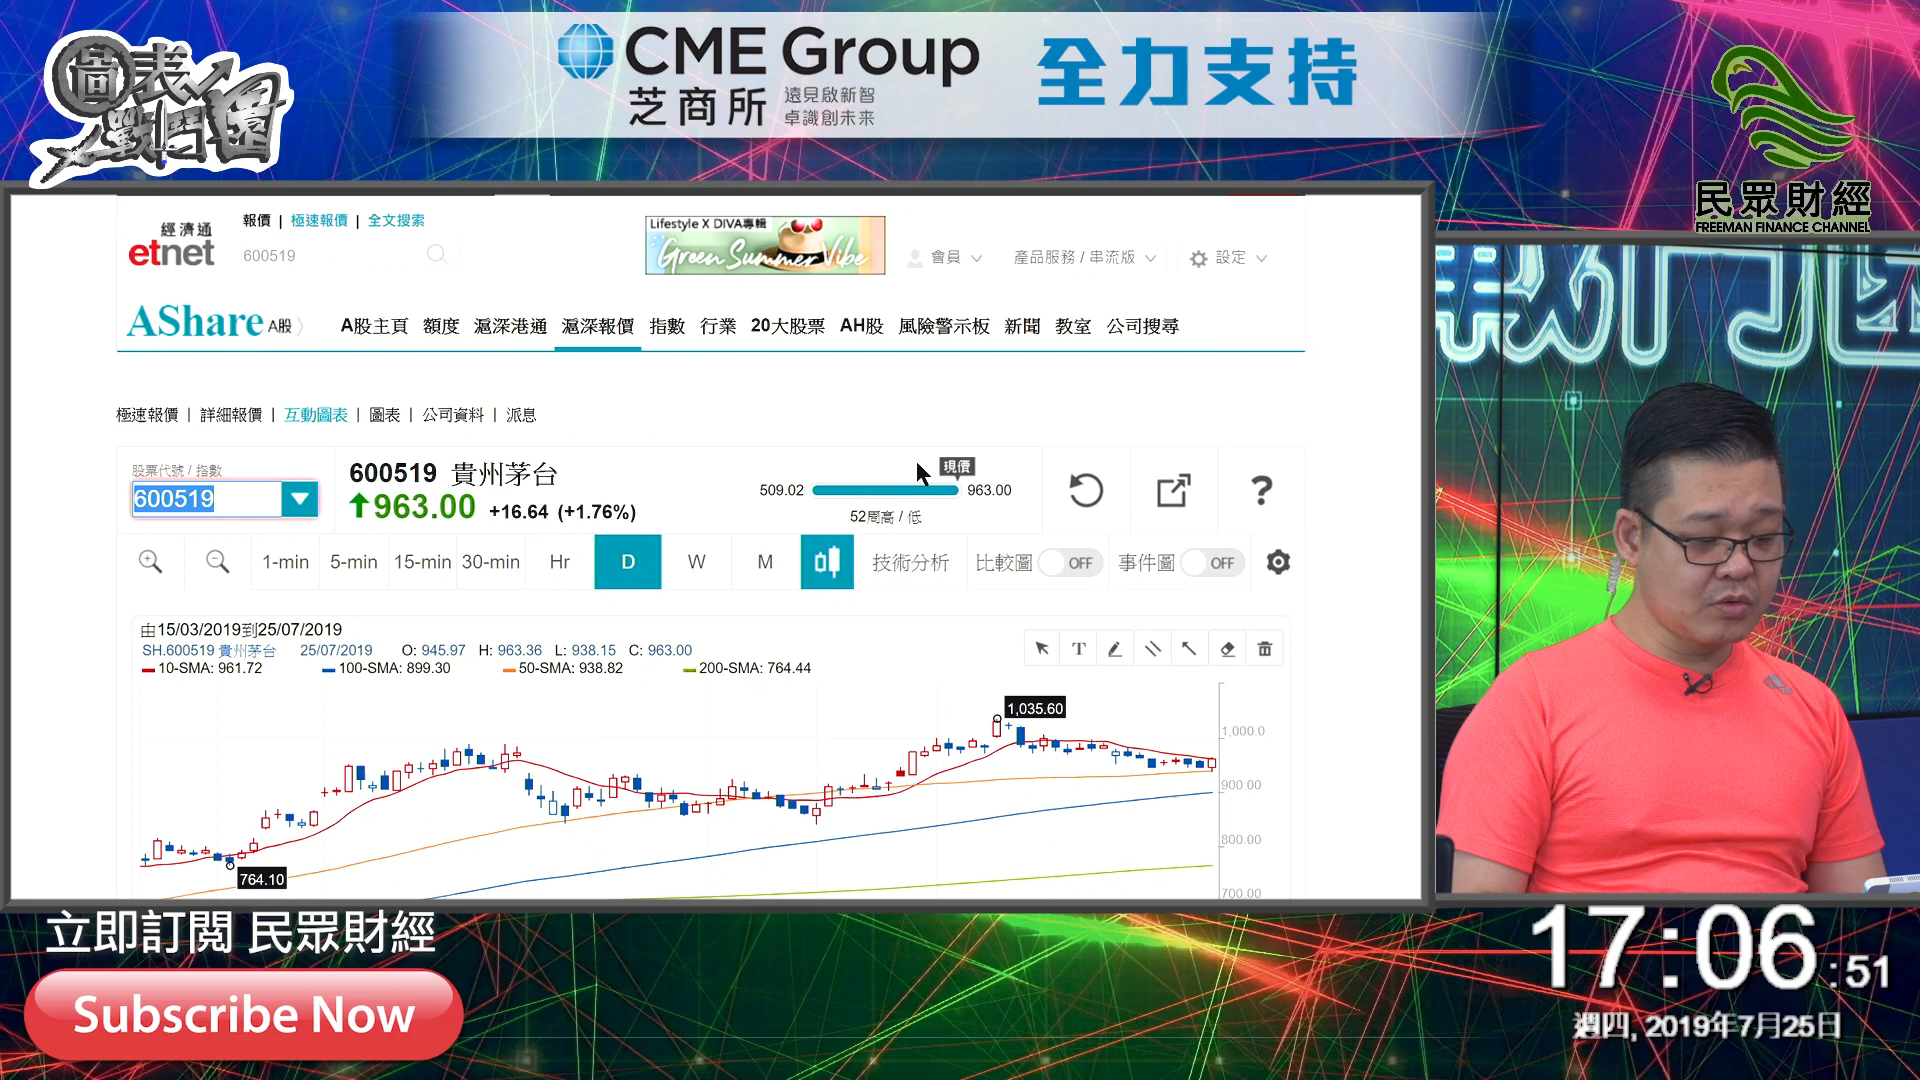 圖表戰鬥團
CME Group 全力支持
芝商所 遠見啟新智
卓識創未來
民眾財經
FREEMAN FINANCE CHANNEL
經濟通
etnet
報價 | 極速報價 | 全文搜索
600519
Lifestyle X DIVA專輯
Green Summer Vibe
會員
產品服務 / 串流版
設定
AShare A股
A股主頁 額度 滬深港通 滬深報價 指數 行業 20大股票 AH股 風險警示板 新聞 教室 公司搜尋
極速報價 | 詳細報價 | 互動圖表 | 圖表 | 公司資料 | 派息
股票代號 / 指數
600519
600519 貴州茅台
963.00 +16.64 (+1.76%)
現價
509.02 963.00
52周高 / 低
?
1-min 5-min 15-min 30-min Hr D W M 技術分析 比較圖 OFF 事件圖 OFF
由15/03/2019到25/07/2019
SH.600519 貴州茅台 25/07/2019 O: 945.97 H: 963.36 L: 938.15 C: 963.00
10-SMA: 961.72 100-SMA: 899.30 50-SMA: 938.82 200-SMA: 764.44
T
1,035.60
1,000.0
900.00
800.00
764.10
700.00
立即訂閱 民眾財經
Subscribe Now
17:06:51
週四, 2019年7月25日